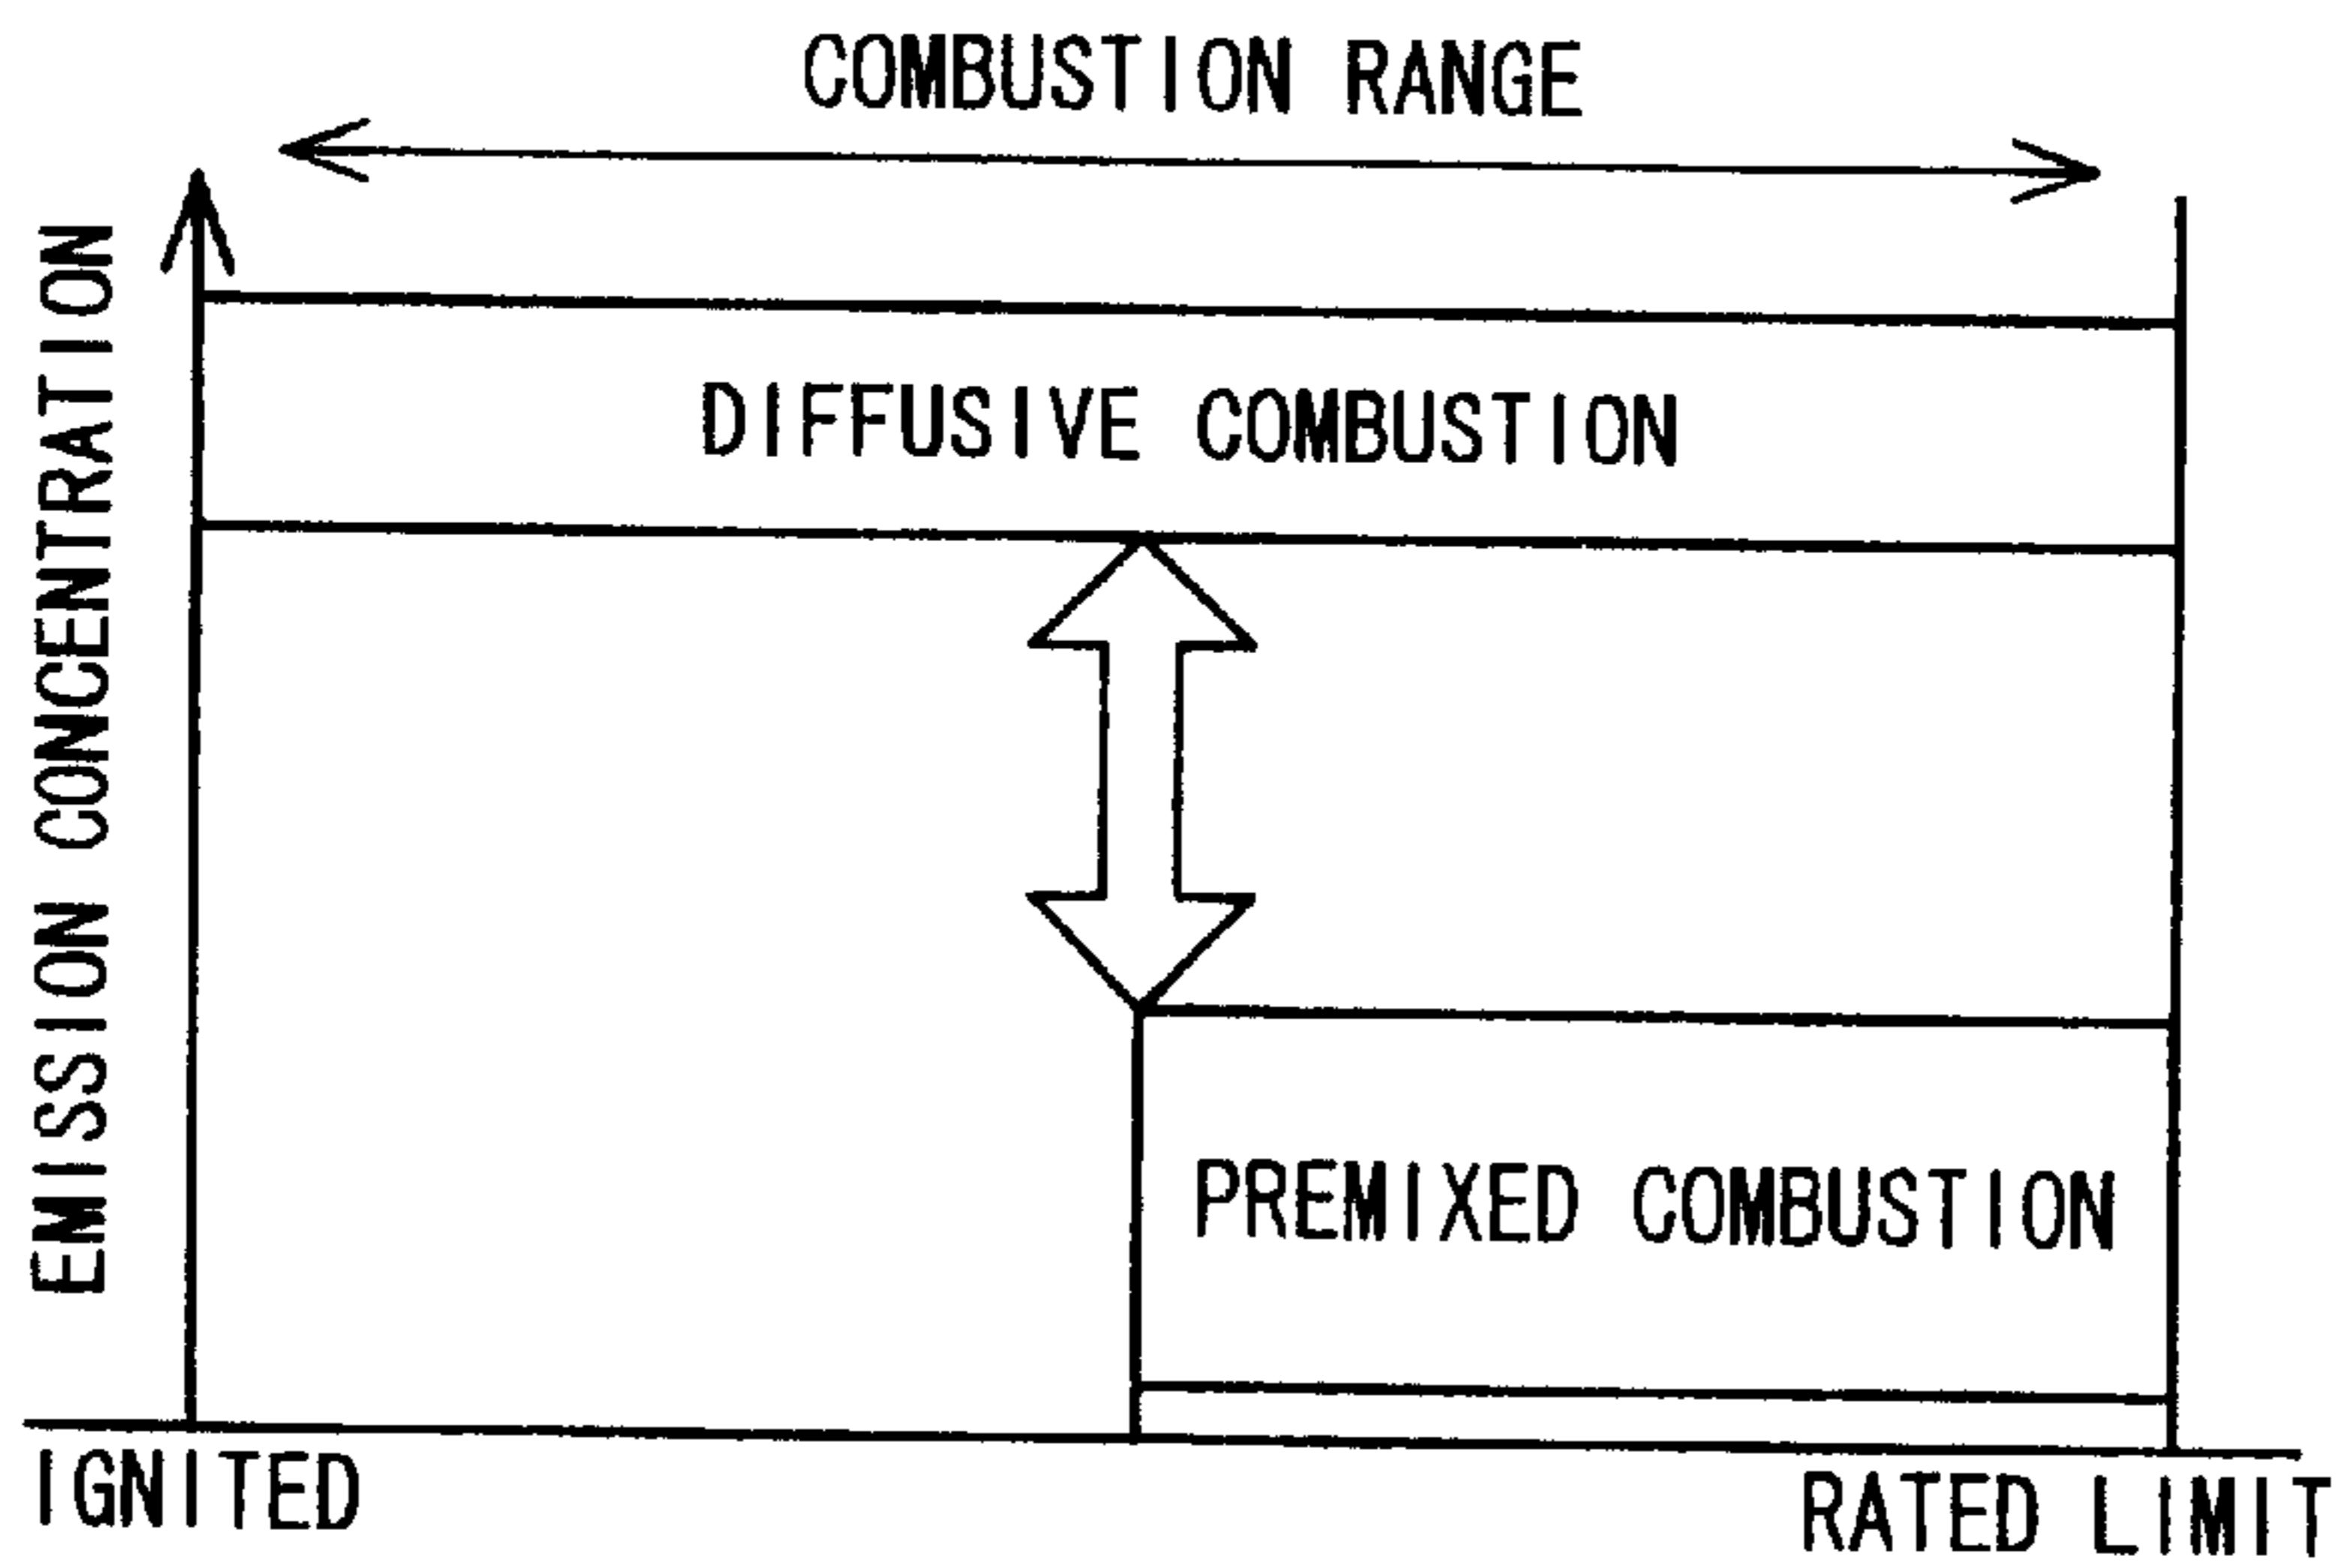 COMBUSTION RANGE
EMISSION CONCENTRATION
DIFFUSIVE COMBUSTION
PREMIXED COMBUSTION
IGNITED
RATED LIMIT